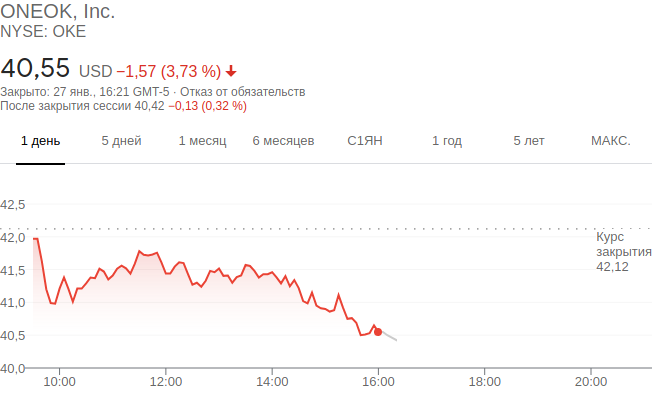 ONEOK, Inc.
NYSE: OKE
40,55 USD −1,57 (3,73 %)
Закрыто: 27 янв., 16:21 GMT-5 · Отказ от обязательств
После закрытия сессии 40,42 −0,13 (0,32 %)
1 день 5 дней 1 месяц 6 месяцев С1ЯН 1 год 5 лет МАКС.
42,5
42,0
41,5
41,0
40,5
40,0
Курс
закрытия
42,12
10:00 12:00 14:00 16:00 18:00 20:00